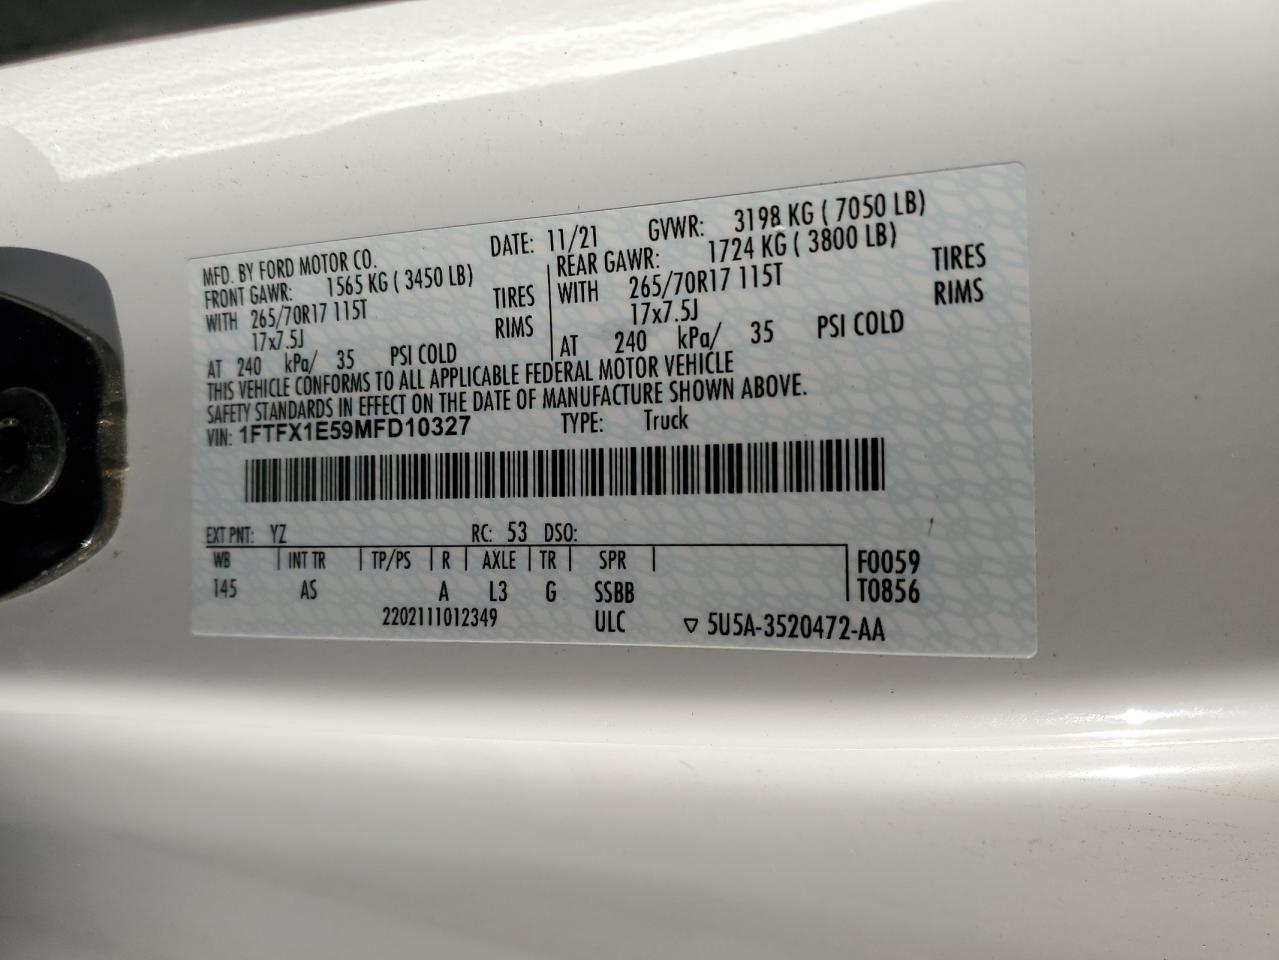 MFD. BY FORD MOTOR CO. DATE: 11/21 GVWR: 3198 KG ( 7050 LB)
FRONT GAWR: 1565 KG ( 3450 LB) REAR GAWR: 1724 KG ( 3800 LB)
WITH 265/70R17 115T TIRES WITH 265/70R17 115T TIRES
17x7.5J RIMS 17x7.5J RIMS
AT 240 kPa/ 35 PSI COLD AT 240 kPa/ 35 PSI COLD
THIS VEHICLE CONFORMS TO ALL APPLICABLE FEDERAL MOTOR VEHICLE
SAFETY STANDARDS IN EFFECT ON THE DATE OF MANUFACTURE SHOWN ABOVE.
VIN: 1FTFX1E59MFD10327 TYPE: Truck
EXT PNT: YZ RC: 53 DSO:
WB INT TR TP/PS R AXLE TR SPR F0059
145 AS A L3 G SSBB T0856
2202111012349 ULC ▽ 5U5A-3520472-AA